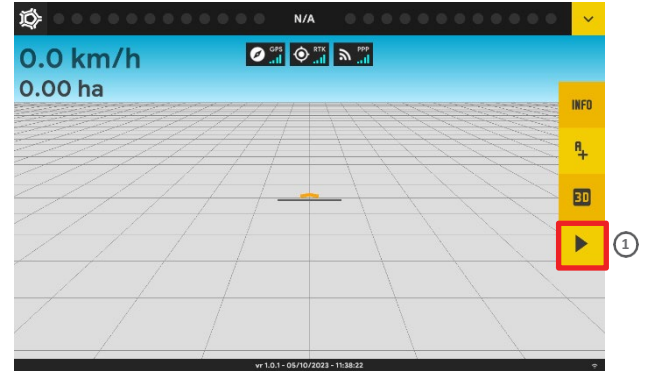 N/A
0.0 km/h
GPS
RTK
PPP
0.00 ha
INFO
A+
3D
1
vr 1.0.1 - 05/10/2023 - 11:38:22